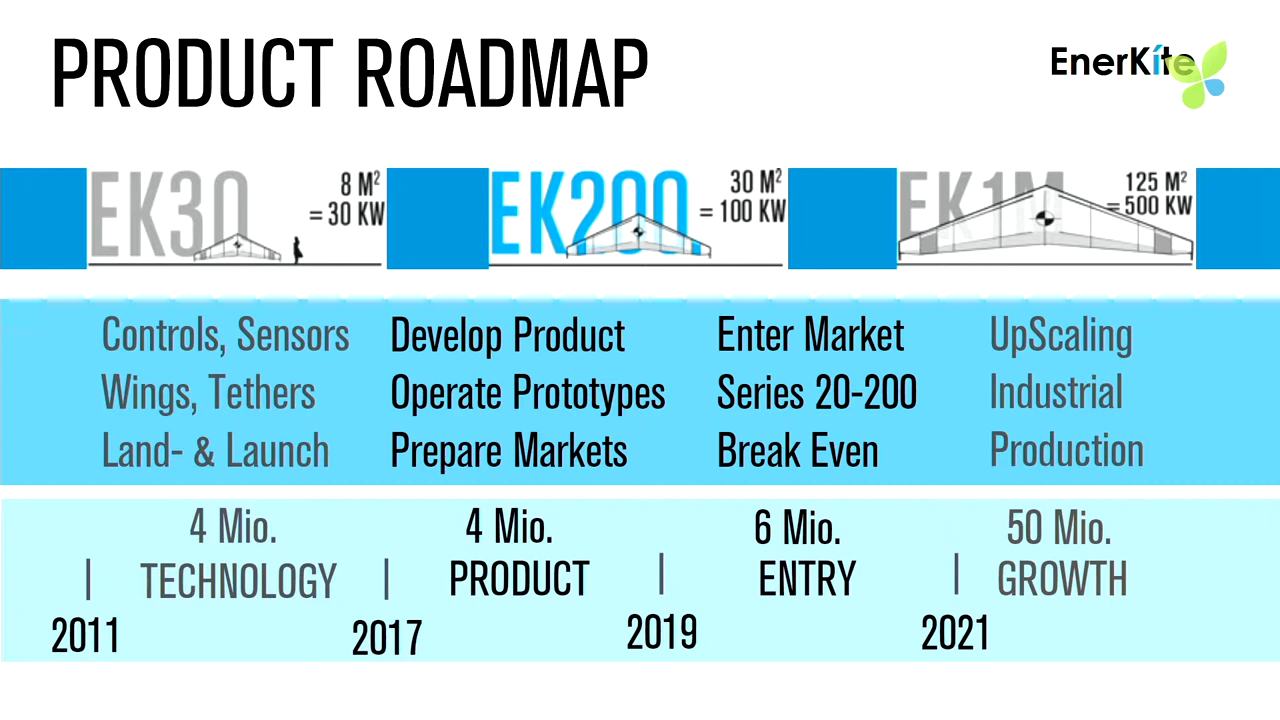 PRODUCT ROADMAP
EnerKíte
EK30
8 M²
= 30 KW
EK200
30 M²
= 100 KW
EK1M
125 M²
= 500 KW
Controls, Sensors
Wings, Tethers
Land- & Launch
Develop Product
Operate Prototypes
Prepare Markets
Enter Market
Series 20-200
Break Even
UpScaling
Industrial
Production
4 Mio.
TECHNOLOGY
4 Mio.
PRODUCT
6 Mio.
ENTRY
50 Mio.
GROWTH
2011
2017
2019
2021